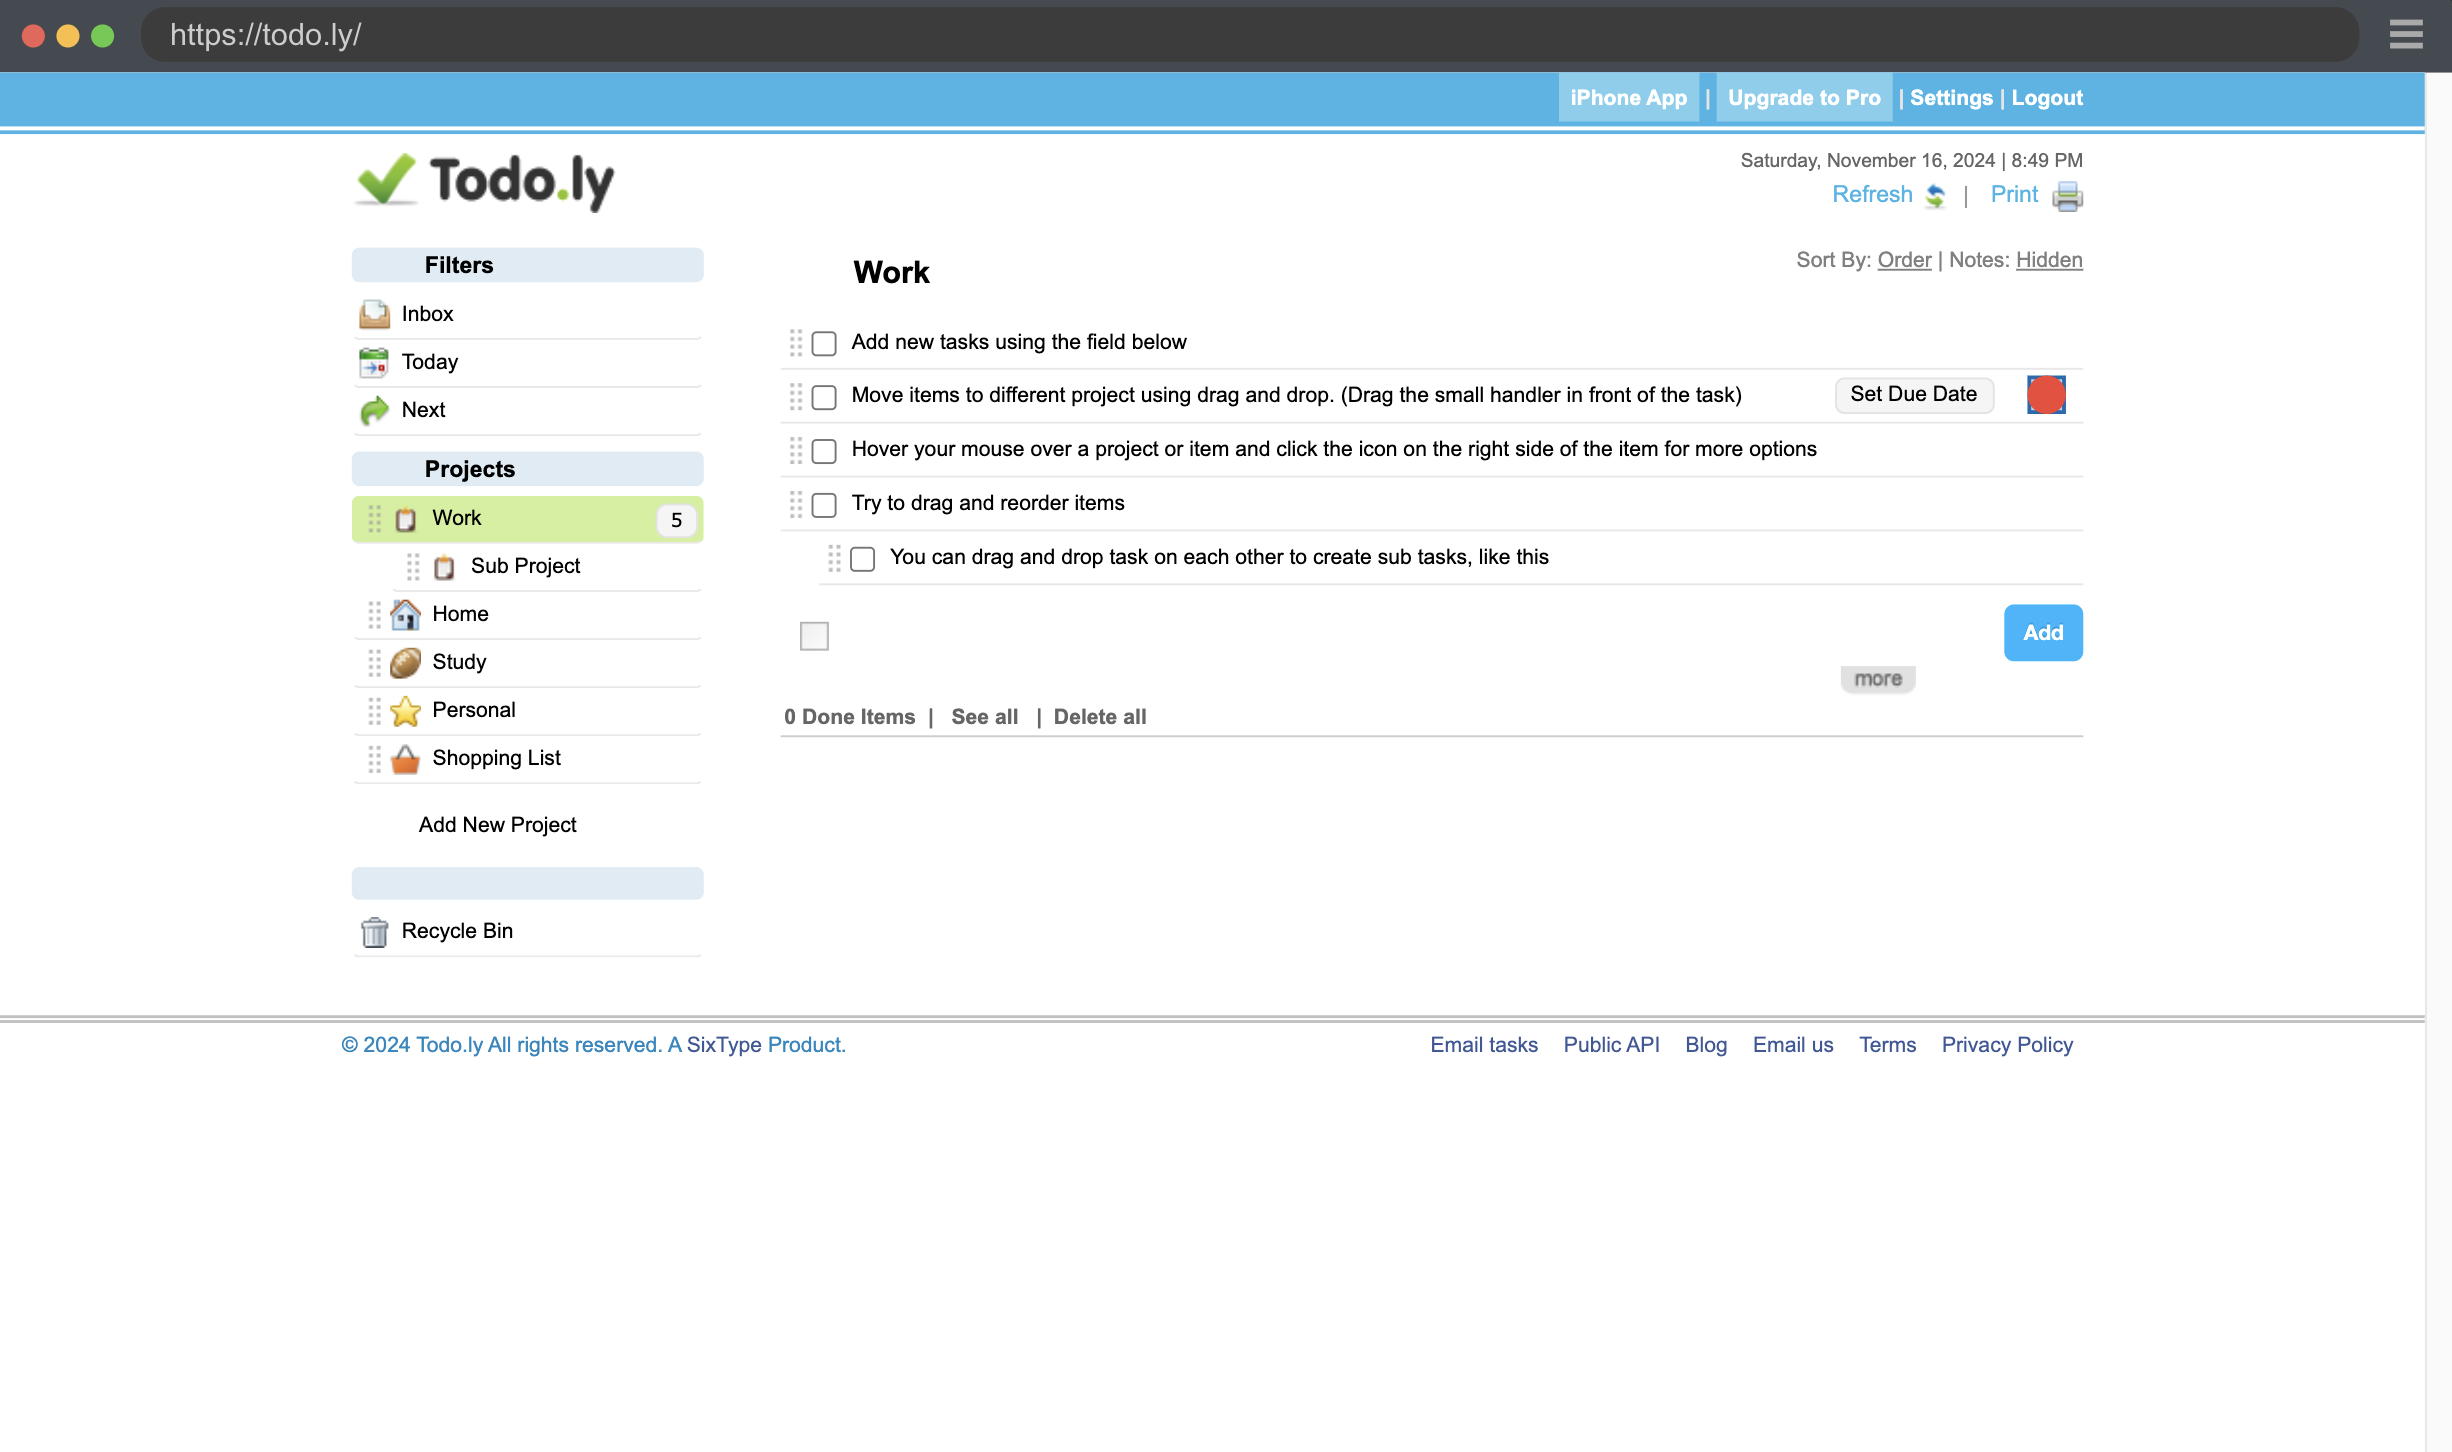 https://todo.ly/
iPhone App | Upgrade to Pro | Settings | Logout
Todo.ly
Saturday, November 16, 2024 | 8:49 PM
Refresh | Print
Filters
Inbox
Today
Next
Projects
Work 5
Sub Project
Home
Study
Personal
Shopping List
Add New Project
Recycle Bin
Work
Sort By: Order | Notes: Hidden
Add new tasks using the field below
Move items to different project using drag and drop. (Drag the small handler in front of the task) Set Due Date
Hover your mouse over a project or item and click the icon on the right side of the item for more options
Try to drag and reorder items
You can drag and drop task on each other to create sub tasks, like this
Add
more
0 Done Items | See all | Delete all
© 2024 Todo.ly All rights reserved. A SixType Product.
Email tasks Public API Blog Email us Terms Privacy Policy